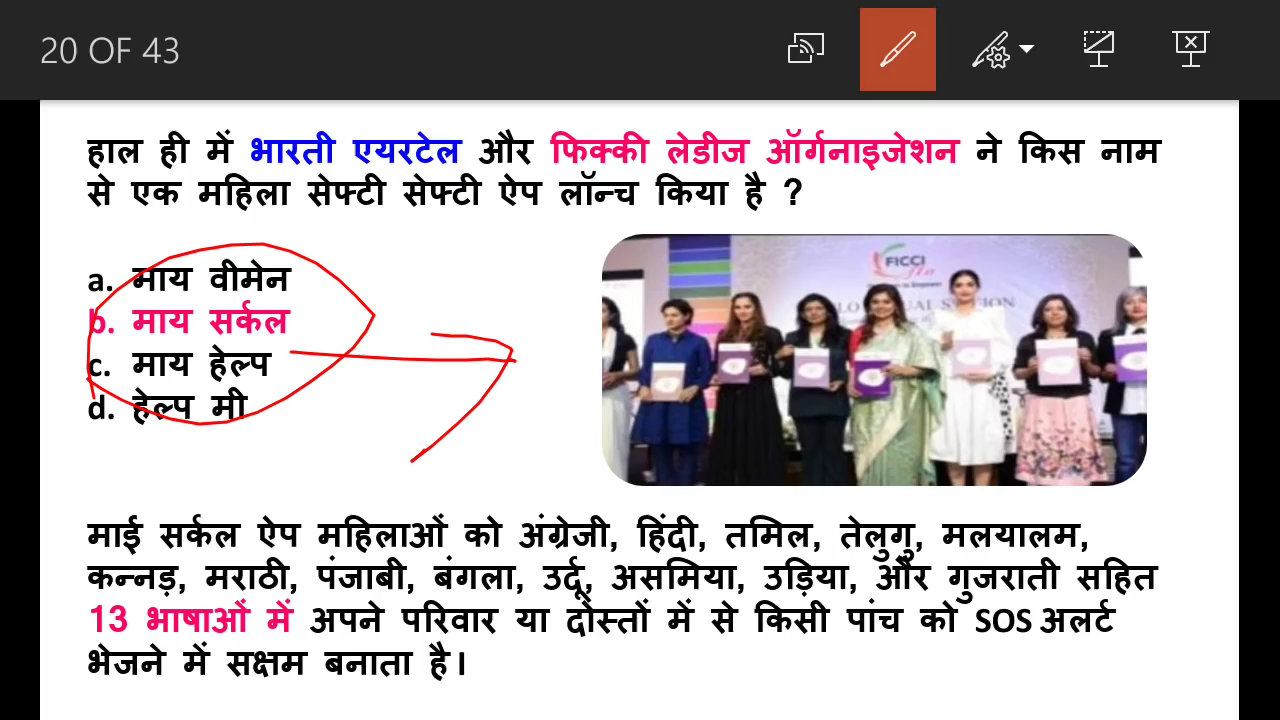 20 OF 43
हाल ही में भारती एयरटेल और फिक्की लेडीज ऑर्गनाइजेशन ने किस नाम
से एक महिला सेफ्टी सेफ्टी ऐप लॉन्च किया है ?
a. माय वीमेन
b. माय सर्कल
c. माय हेल्प
d. हेल्प मी
FICCI
flo
माई सर्कल ऐप महिलाओं को अंग्रेजी, हिंदी, तमिल, तेलुगु, मलयालम,
कन्नड़, मराठी, पंजाबी, बंगला, उर्दू, असमिया, उड़िया, और गुजराती सहित
13 भाषाओं में अपने परिवार या दोस्तों में से किसी पांच को SOS अलर्ट
भेजने में सक्षम बनाता है।